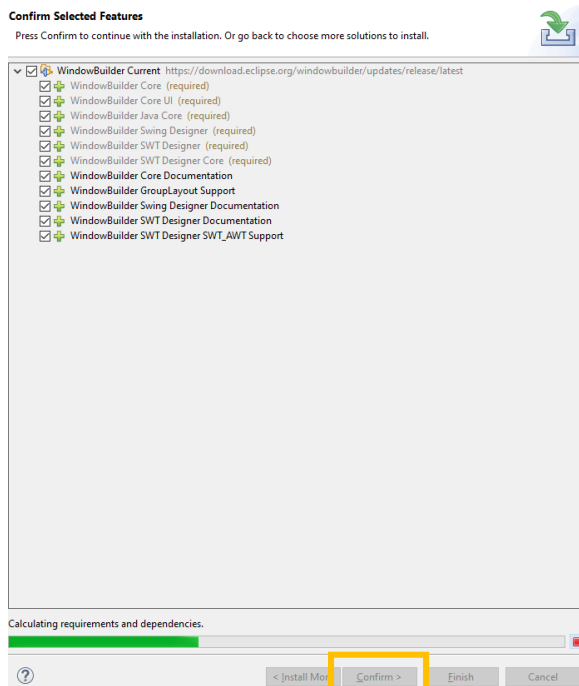 Confirm Selected Features
Press Confirm to continue with the installation. Or go back to choose more solutions to install.
WindowBuilder Current https://download.eclipse.org/windowbuilder/updates/release/latest
WindowBuilder Core (required)
WindowBuilder Core UI (required)
WindowBuilder Java Core (required)
WindowBuilder Swing Designer (required)
WindowBuilder SWT Designer (required)
WindowBuilder SWT Designer Core (required)
WindowBuilder Core Documentation
WindowBuilder GroupLayout Support
WindowBuilder Swing Designer Documentation
WindowBuilder SWT Designer Documentation
WindowBuilder SWT Designer SWT_AWT Support
Calculating requirements and dependencies.
? < Install Mor Confirm > Finish Cancel